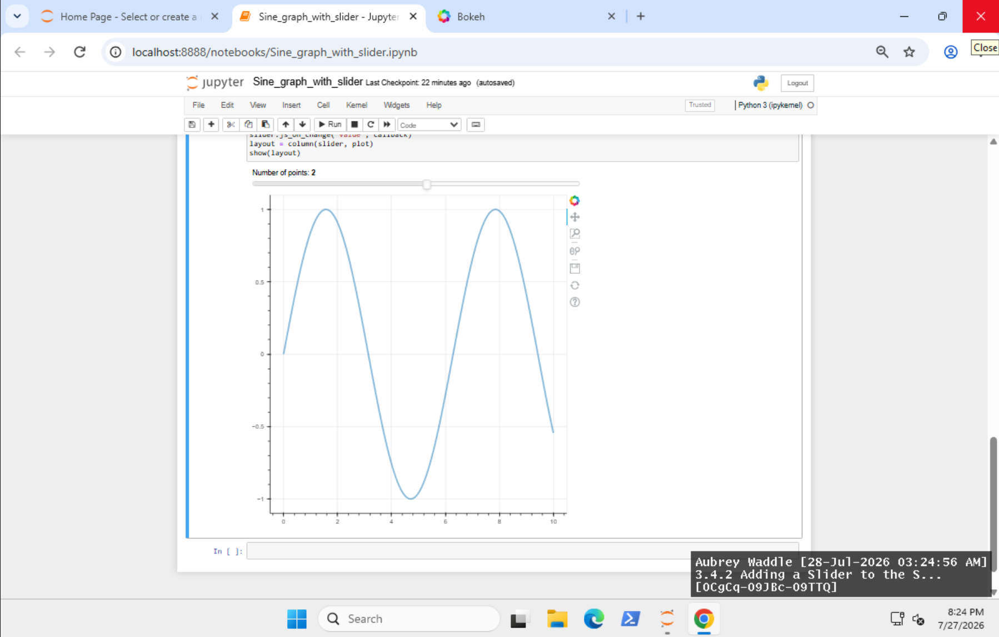 Home Page - Select or create a
Sine_graph_with_slider - Jupyter
Bokeh
localhost:8888/notebooks/Sine_graph_with_slider.ipynb
Close
jupyter
Sine_graph_with_slider Last Checkpoint: 22 minutes ago (autosaved)
Logout
File Edit View Insert Cell Kernel Widgets Help
Trusted
Python 3 (ipykernel)
Run
Code
slider.js_on_change('value', callback)
layout = column(slider, plot)
show(layout)
Number of points: 2
1
0.5
0
-0.5
-1
0 2 4 6 8 10
In [ ]:
Aubrey Waddle [28-Jul-2026 03:24:56 AM]
3.4.2 Adding a Slider to the S...
[0CgCq-09JBc-09TTQ]
Search
8:24 PM
7/27/2026